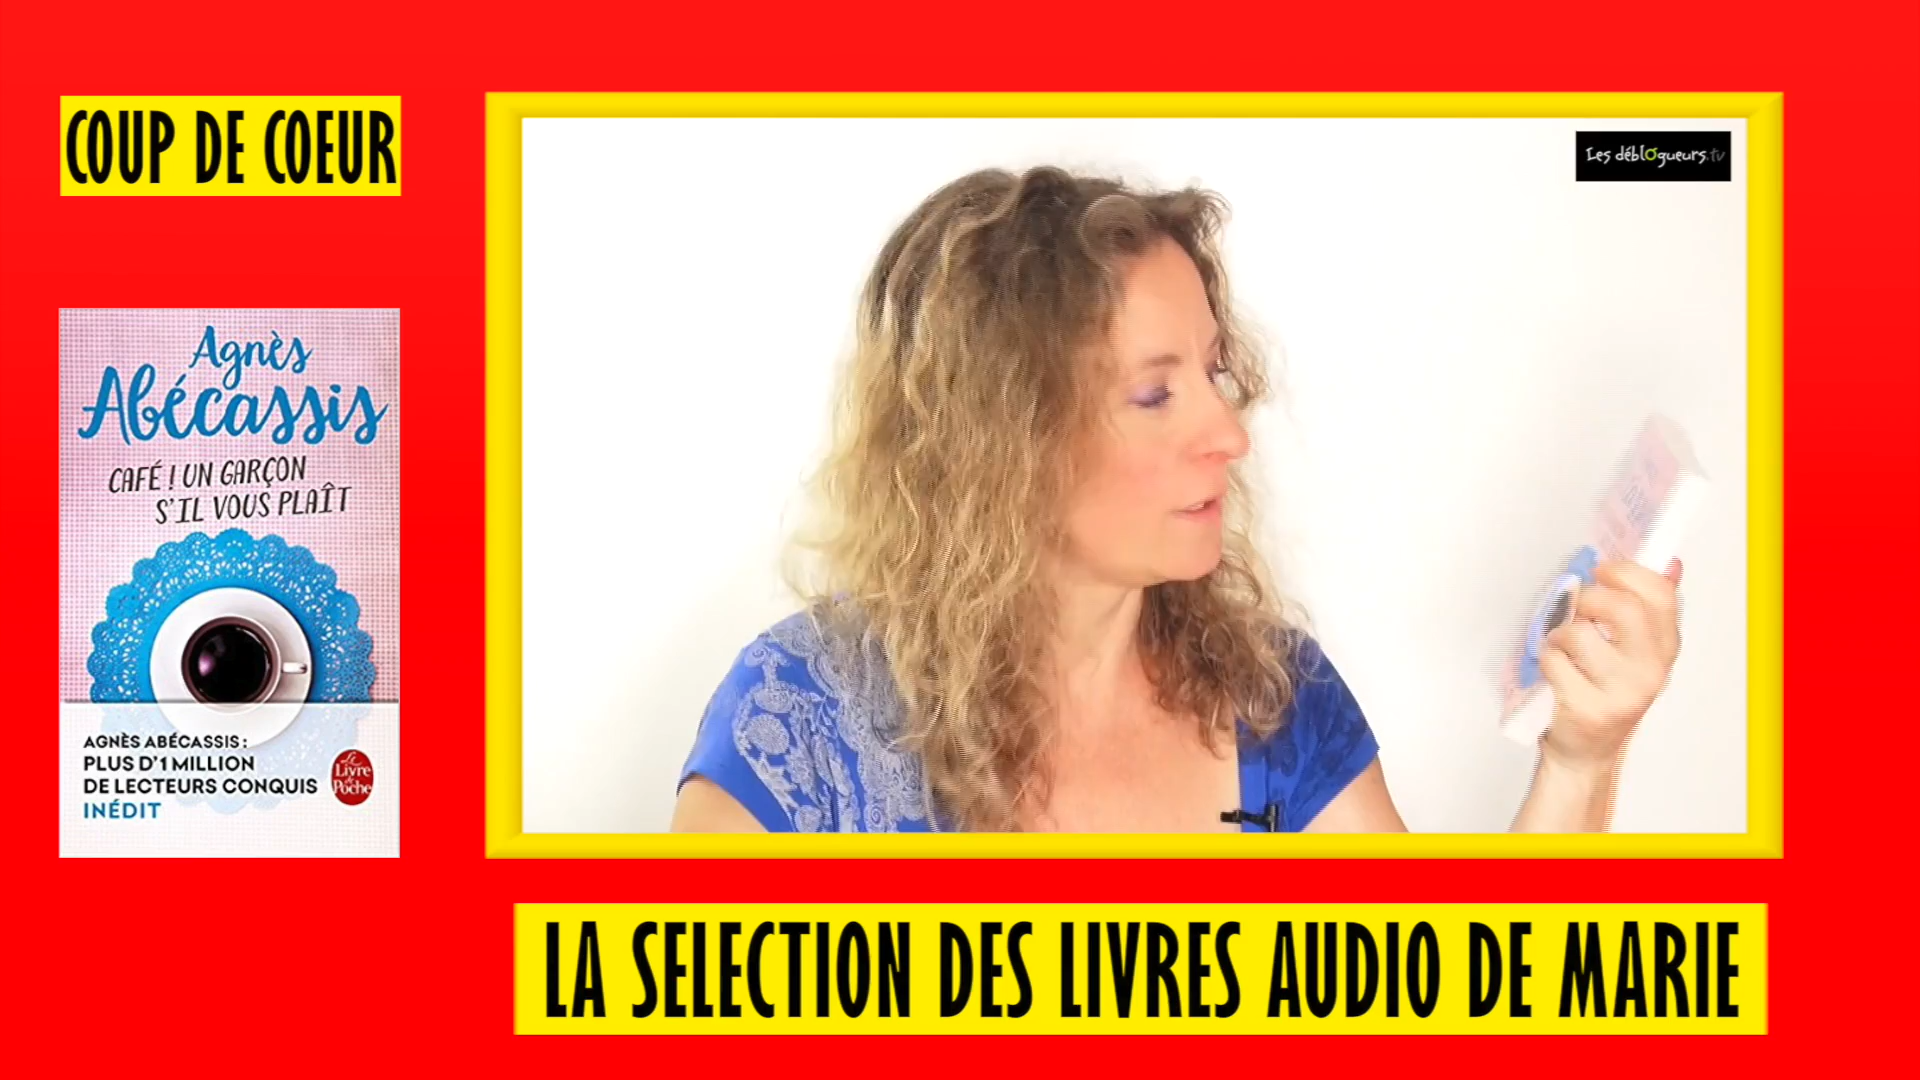 COUP DE COEUR
Les déblogueurs.tv
Agnès
Abécassis
CAFÉ ! UN GARÇON
S'IL VOUS PLAÎT
AGNÈS ABÉCASSIS :
PLUS D'1 MILLION
DE LECTEURS CONQUIS
INÉDIT
Le
Livre
de
Poche
LA SELECTION DES LIVRES AUDIO DE MARIE